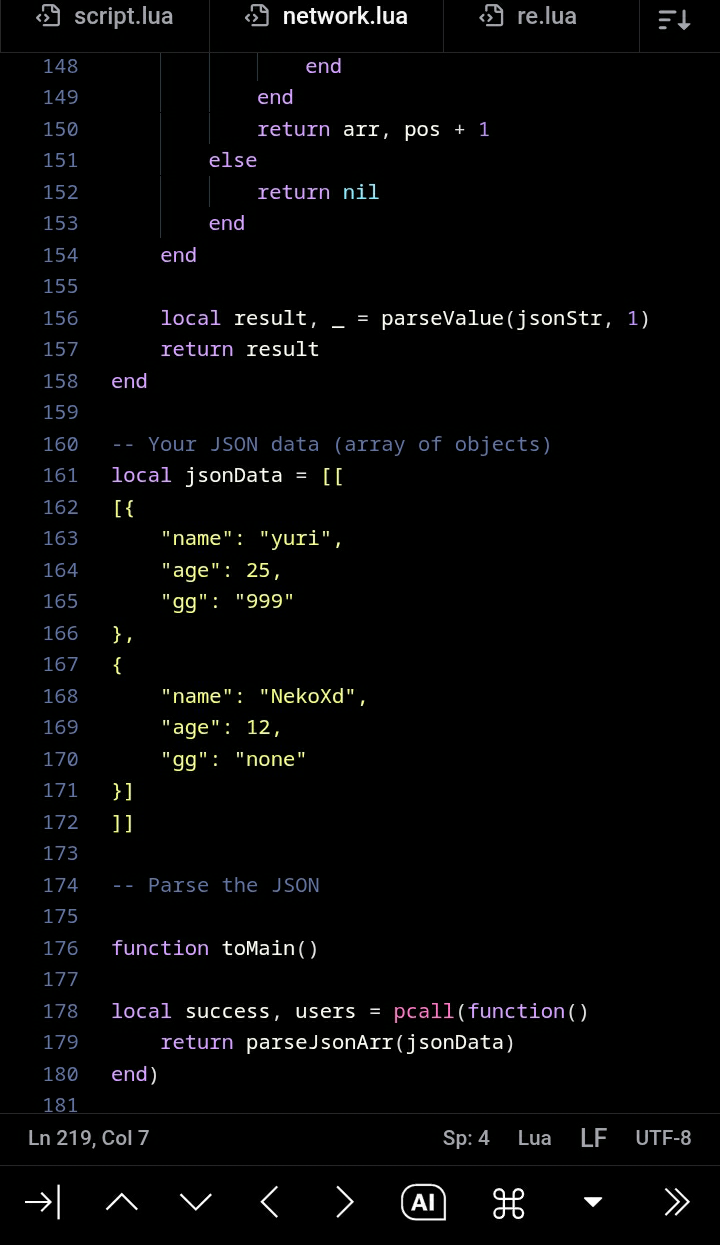 script.lua network.lua re.lua
148 end
149 end
150 return arr, pos + 1
151 else
152 return nil
153 end
154 end
155
156 local result, _ = parseValue(jsonStr, 1)
157 return result
158 end
159
160 -- Your JSON data (array of objects)
161 local jsonData = [[
162 [{
163 "name": "yuri",
164 "age": 25,
165 "gg": "999"
166 },
167 {
168 "name": "NekoXd",
169 "age": 12,
170 "gg": "none"
171 }]
172 ]]
173
174 -- Parse the JSON
175
176 function toMain()
177
178 local success, users = pcall(function()
179 return parseJsonArr(jsonData)
180 end)
181
Ln 219, Col 7 Sp: 4 Lua LF UTF-8
AI